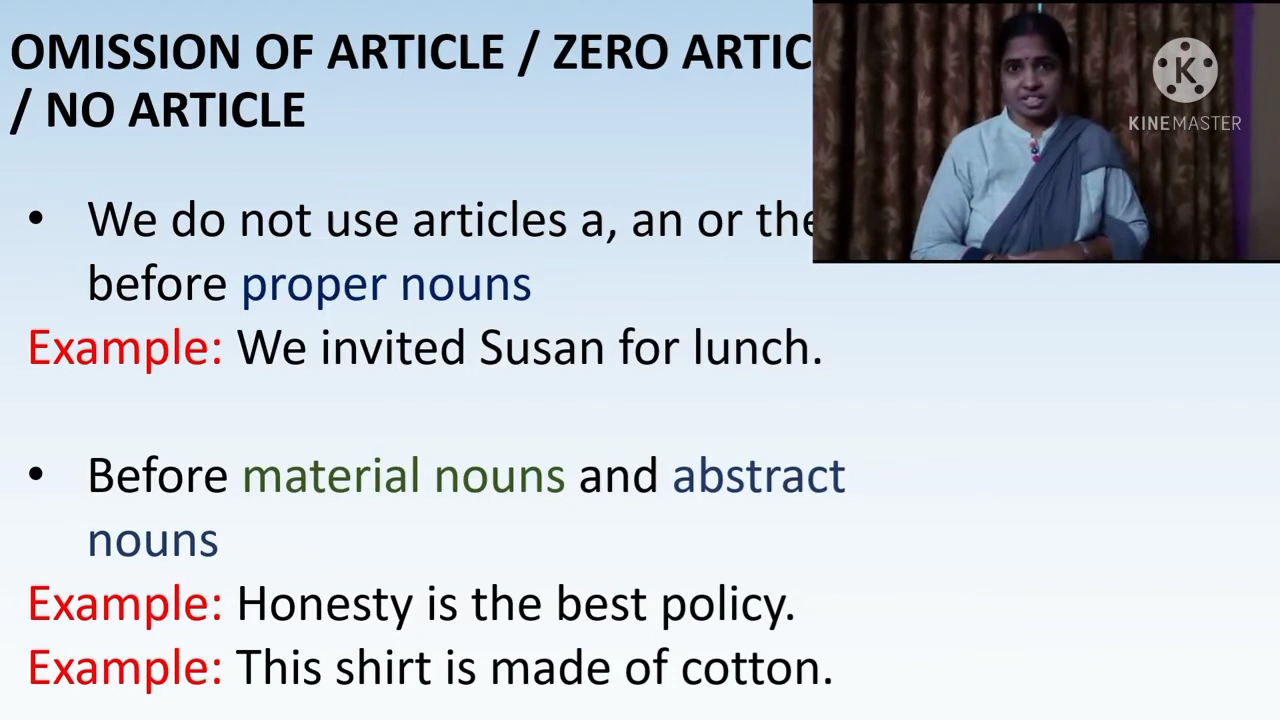 OMISSION OF ARTICLE / ZERO
/ NO ARTICLE
• We do not use articles a, an or the
before proper nouns
Example: We invited Susan for lunch.
• Before material nouns and abstract
nouns
Example: Honesty is the best policy.
Example: This shirt is made of cotton.
K
KINEMASTER